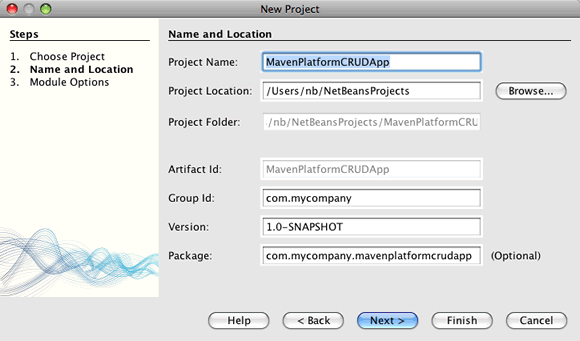 New Project
Steps
1. Choose Project
2. Name and Location
3. Module Options
Name and Location
Project Name: MavenPlatformCRUDApp
Project Location: /Users/nb/NetBeansProjects Browse...
Project Folder: /nb/NetBeansProjects/MavenPlatformCRU
Artifact Id: MavenPlatformCRUDApp
Group Id: com.mycompany
Version: 1.0-SNAPSHOT
Package: com.mycompany.mavenplatformcrudapp (Optional)
Help < Back Next > Finish Cancel